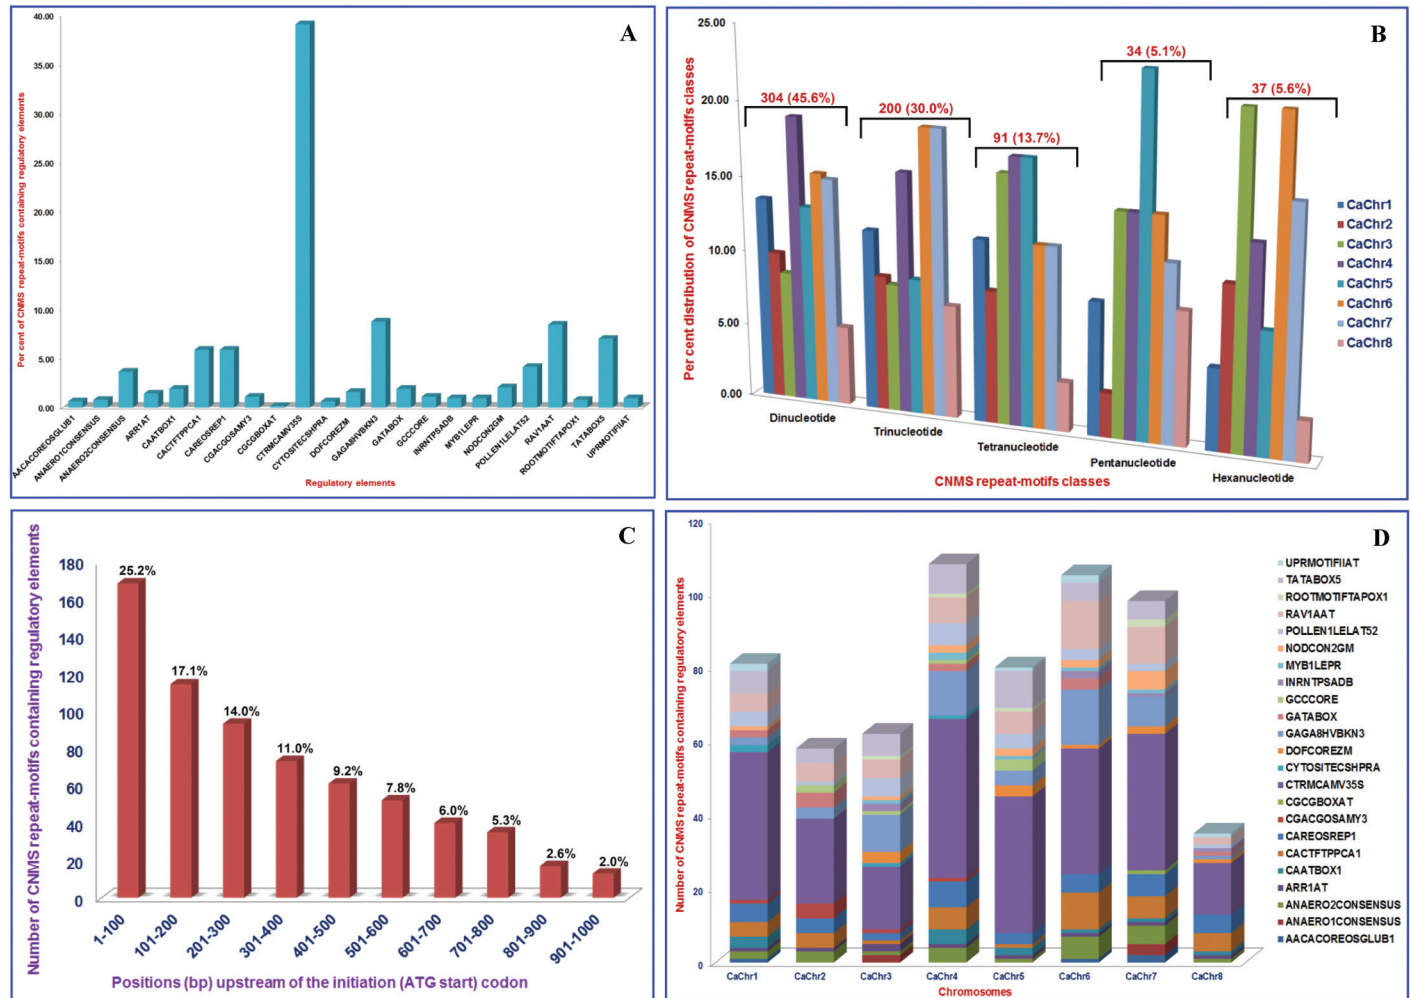 A
Per cent of CNMS repeat-motifs containing regulatory elements
40.00
35.00
30.00
25.00
20.00
15.00
10.00
5.00
0.00
AACACOREOSGLUB1
ANAERO1CONSENSUS
ANAERO2CONSENSUS
ARR1AT
CAATBOX1
CACTFTPPCA1
CAREOSREP1
CGACGOSAMY3
CGCGBOXAT
CTRMCAMV35S
CYTOSITECSHPRA
DOFCOREZM
GAGA8HVBKN3
GATABOX
GCCCORE
INRNTPSADB
MYB1LEPR
NODCON2GM
POLLEN1LELAT52
RAV1AAT
ROOTMOTIFTAPOX1
TATABOX5
UPRMOTIFIIAT
Regulatory elements
B
Per cent distribution of CNMS repeat-motifs classes
25.00
20.00
15.00
10.00
5.00
0.00
304 (45.6%)
200 (30.0%)
91 (13.7%)
34 (5.1%)
37 (5.6%)
Dinucleotide
Trinucleotide
Tetranucleotide
Pentanucleotide
Hexanucleotide
CNMS repeat-motifs classes
CaChr1
CaChr2
CaChr3
CaChr4
CaChr5
CaChr6
CaChr7
CaChr8
C
Number of CNMS repeat-motifs containing regulatory elements
180
160
140
120
100
80
60
40
20
0
25.2%
17.1%
14.0%
11.0%
9.2%
7.8%
6.0%
5.3%
2.6%
2.0%
1-100
101-200
201-300
301-400
401-500
501-600
601-700
701-800
801-900
901-1000
Positions (bp) upstream of the initiation (ATG start) codon
D
Number of CNMS repeat-motifs containing regulatory elements
120
100
80
60
40
20
0
CaChr1
CaChr2
CaChr3
CaChr4
CaChr5
CaChr6
CaChr7
CaChr8
Chromosomes
UPRMOTIFIIAT
TATABOX5
ROOTMOTIFTAPOX1
RAV1AAT
POLLEN1LELAT52
NODCON2GM
MYB1LEPR
INRNTPSADB
GCCCORE
GATABOX
GAGA8HVBKN3
DOFCOREZM
CYTOSITECSHPRA
CTRMCAMV35S
CGCGBOXAT
CGACGOSAMY3
CAREOSREP1
CACTFTPPCA1
CAATBOX1
ARR1AT
ANAERO2CONSENSUS
ANAERO1CONSENSUS
AACACOREOSGLUB1